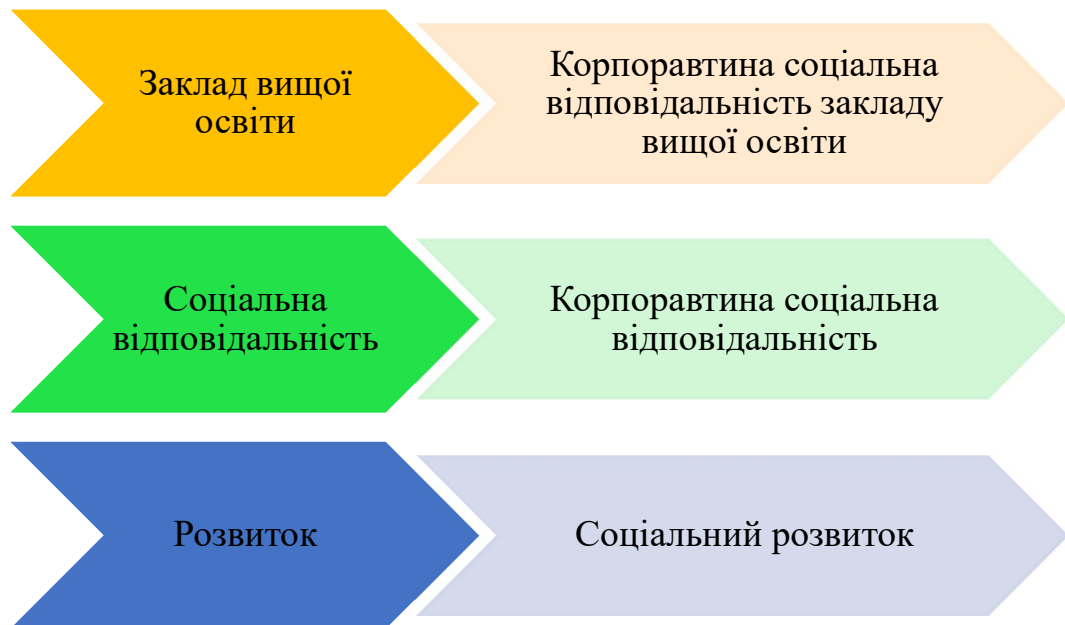 Заклад вищої
освіти
Корпоравтина соціальна
відповідальність закладу
вищої освіти
Соціальна
відповідальність
Корпоравтина соціальна
відповідальність
Розвиток
Соціальний розвиток